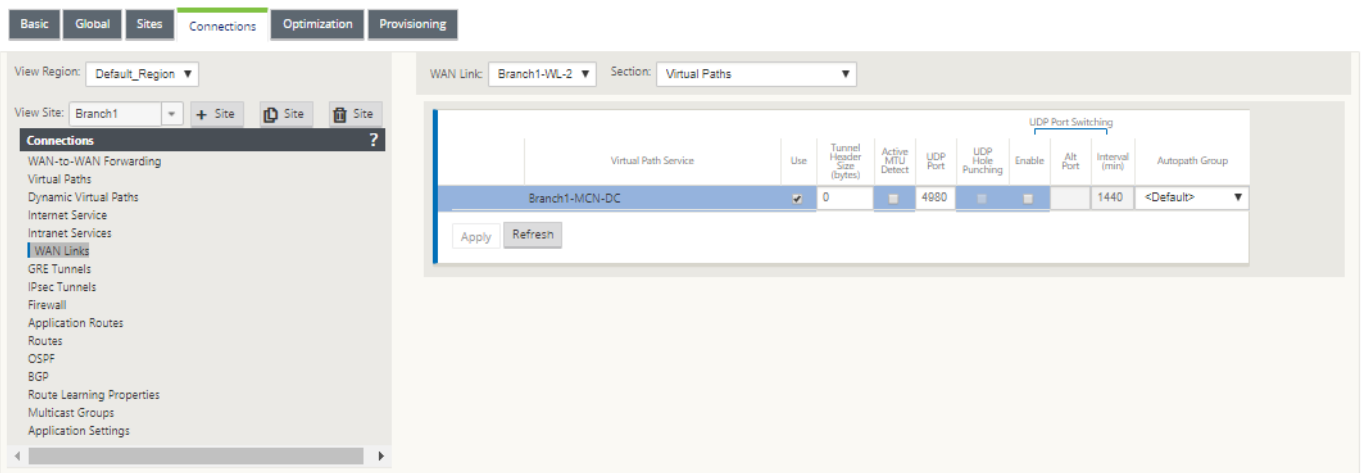 Basic Global Sites Connections Optimization Provisioning
View Region: Default_Region
View Site: Branch1 + Site Site Site
Connections ?
WAN-to-WAN Forwarding
Virtual Paths
Dynamic Virtual Paths
Internet Service
Intranet Services
WAN Links
GRE Tunnels
IPsec Tunnels
Firewall
Application Routes
Routes
OSPF
BGP
Route Learning Properties
Multicast Groups
Application Settings
WAN Link: Branch1-WL-2 Section: Virtual Paths
UDP Port Switching
Virtual Path Service Use Tunnel Header Size (bytes) Active MTU Detect UDP Port UDP Hole Punching Enable Alt Port Interval (min) Autopath Group
Branch1-MCN-DC 0 4980 1440 <Default>
Apply Refresh